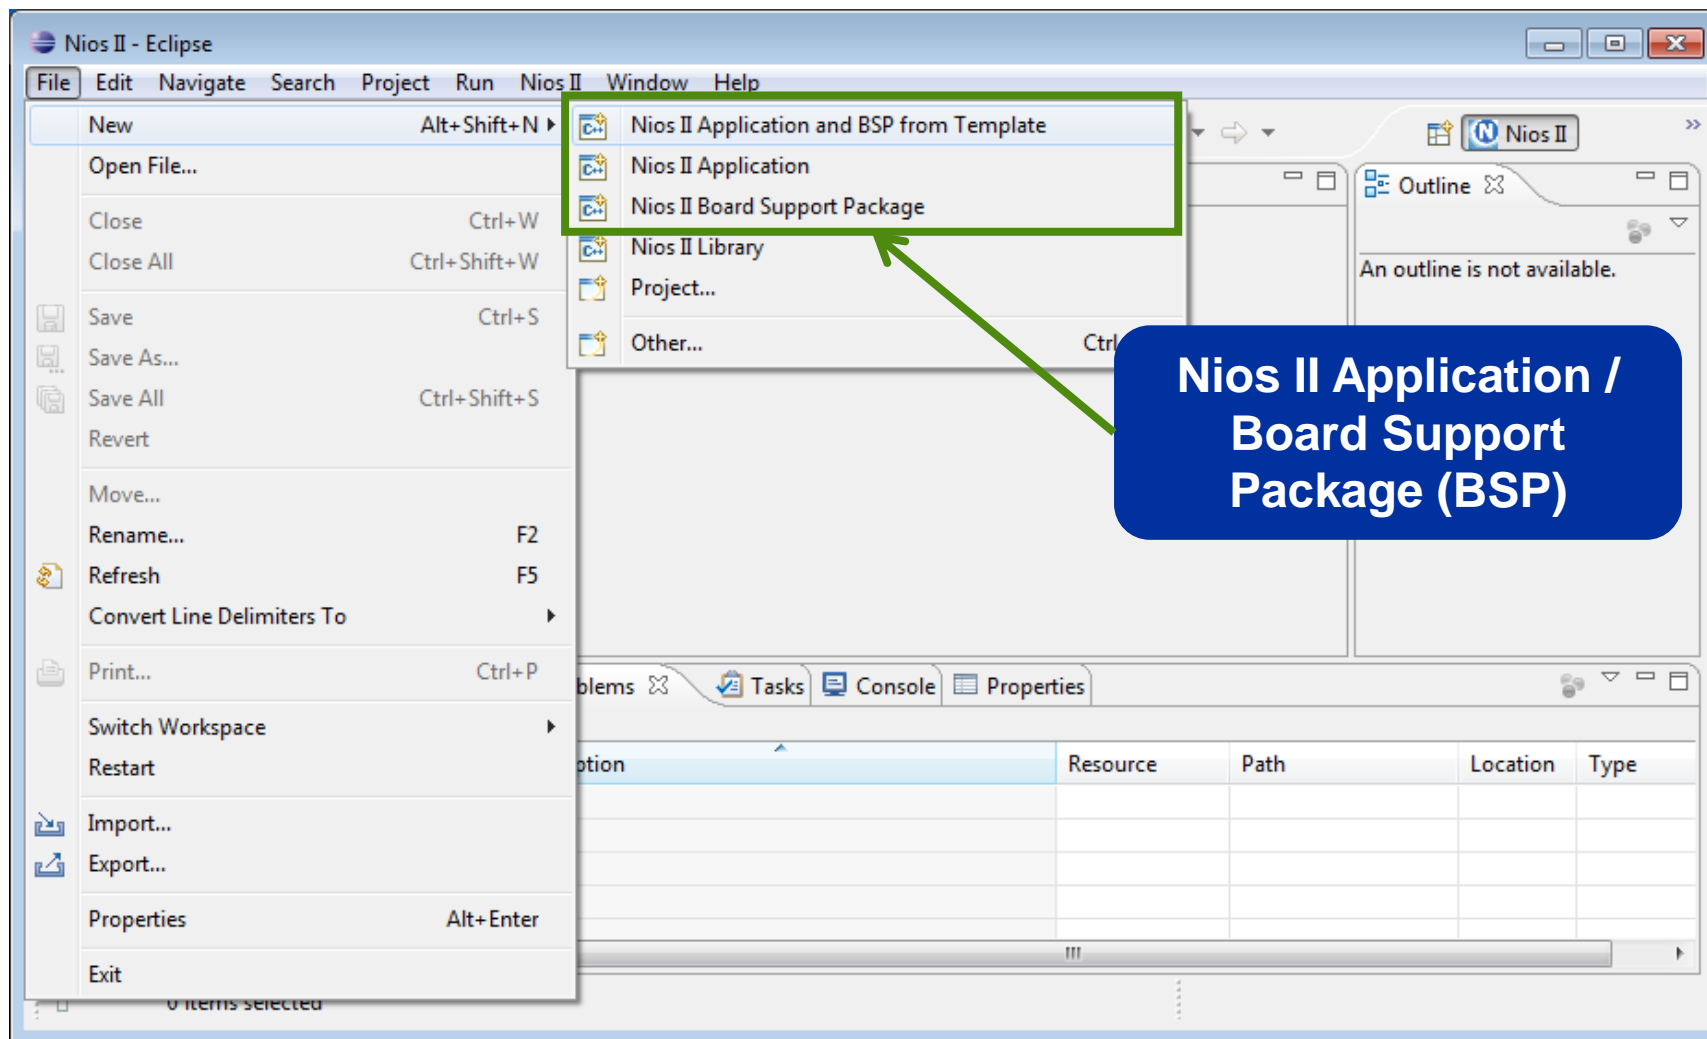 Nios II - Eclipse
File Edit Navigate Search Project Run Nios II Window Help
New Alt+Shift+N
Open File...
Close Ctrl+W
Close All Ctrl+Shift+W
Save Ctrl+S
Save As...
Save All Ctrl+Shift+S
Revert
Move...
Rename... F2
Refresh F5
Convert Line Delimiters To
Print... Ctrl+P
Switch Workspace
Restart
Import...
Export...
Properties Alt+Enter
Exit
Nios II Application and BSP from Template
Nios II Application
Nios II Board Support Package
Nios II Library
Project...
Other... Ctrl
Nios II
Outline
An outline is not available.
Nios II Application /
Board Support
Package (BSP)
blems Tasks Console Properties
ption Resource Path Location Type
0 items selected